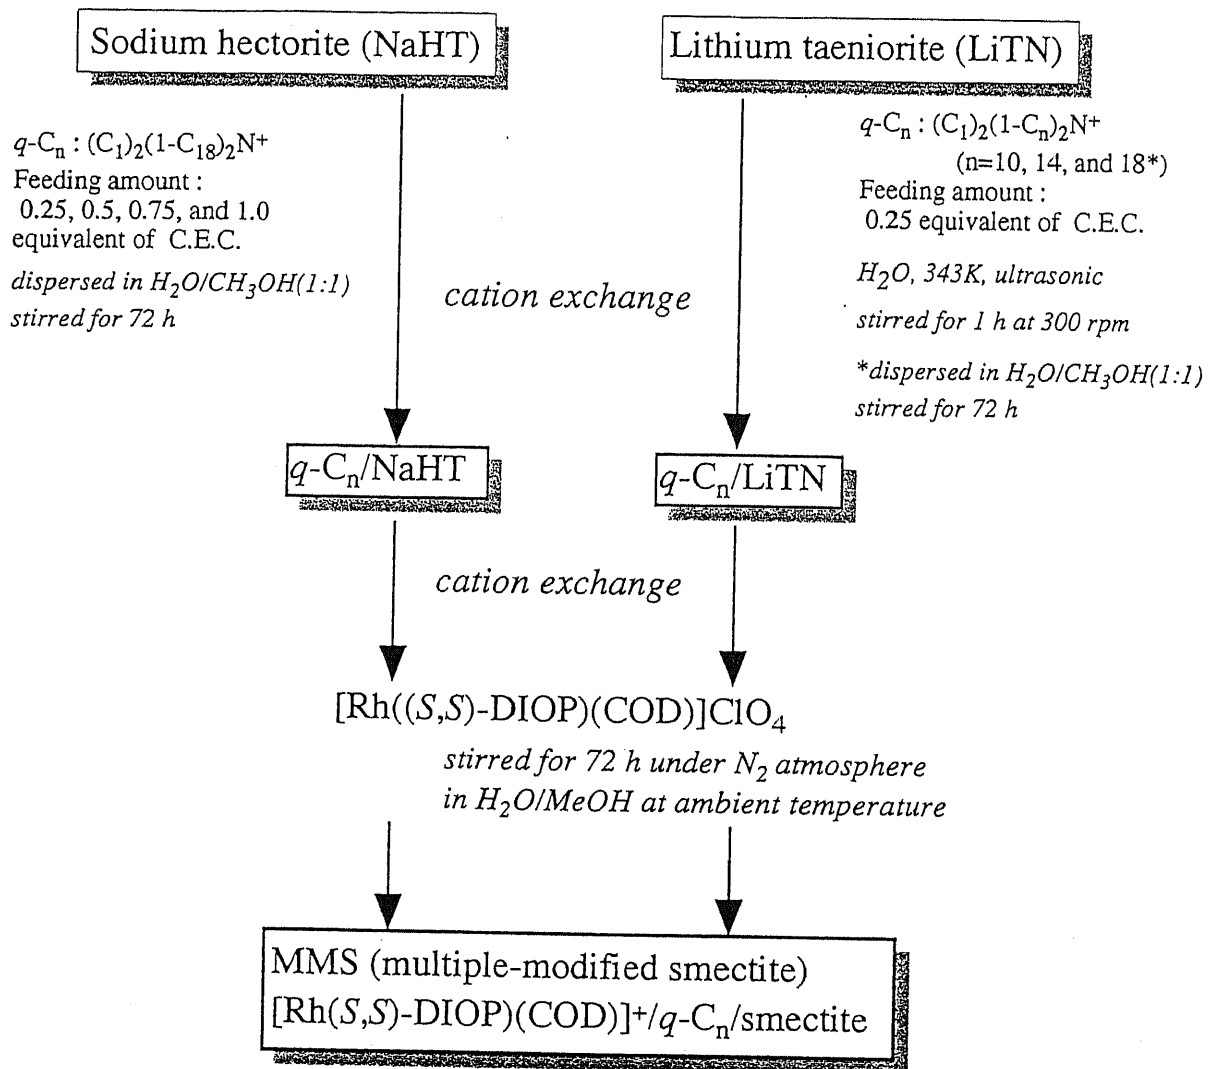 Sodium hectorite (NaHT)
Lithium taeniorite (LiTN)
q-Cn : (C1)2(1-C18)2N+
Feeding amount :
0.25, 0.5, 0.75, and 1.0
equivalent of C.E.C.
dispersed in H2O/CH3OH(1:1)
stirred for 72 h
cation exchange
q-Cn : (C1)2(1-Cn)2N+
(n=10, 14, and 18*)
Feeding amount :
0.25 equivalent of C.E.C.
H2O, 343K, ultrasonic
stirred for 1 h at 300 rpm
*dispersed in H2O/CH3OH(1:1)
stirred for 72 h
q-Cn/NaHT
q-Cn/LiTN
cation exchange
[Rh((S,S)-DIOP)(COD)]ClO4
stirred for 72 h under N2 atmosphere
in H2O/MeOH at ambient temperature
MMS (multiple-modified smectite)
[Rh(S,S)-DIOP)(COD)]+/q-Cn/smectite